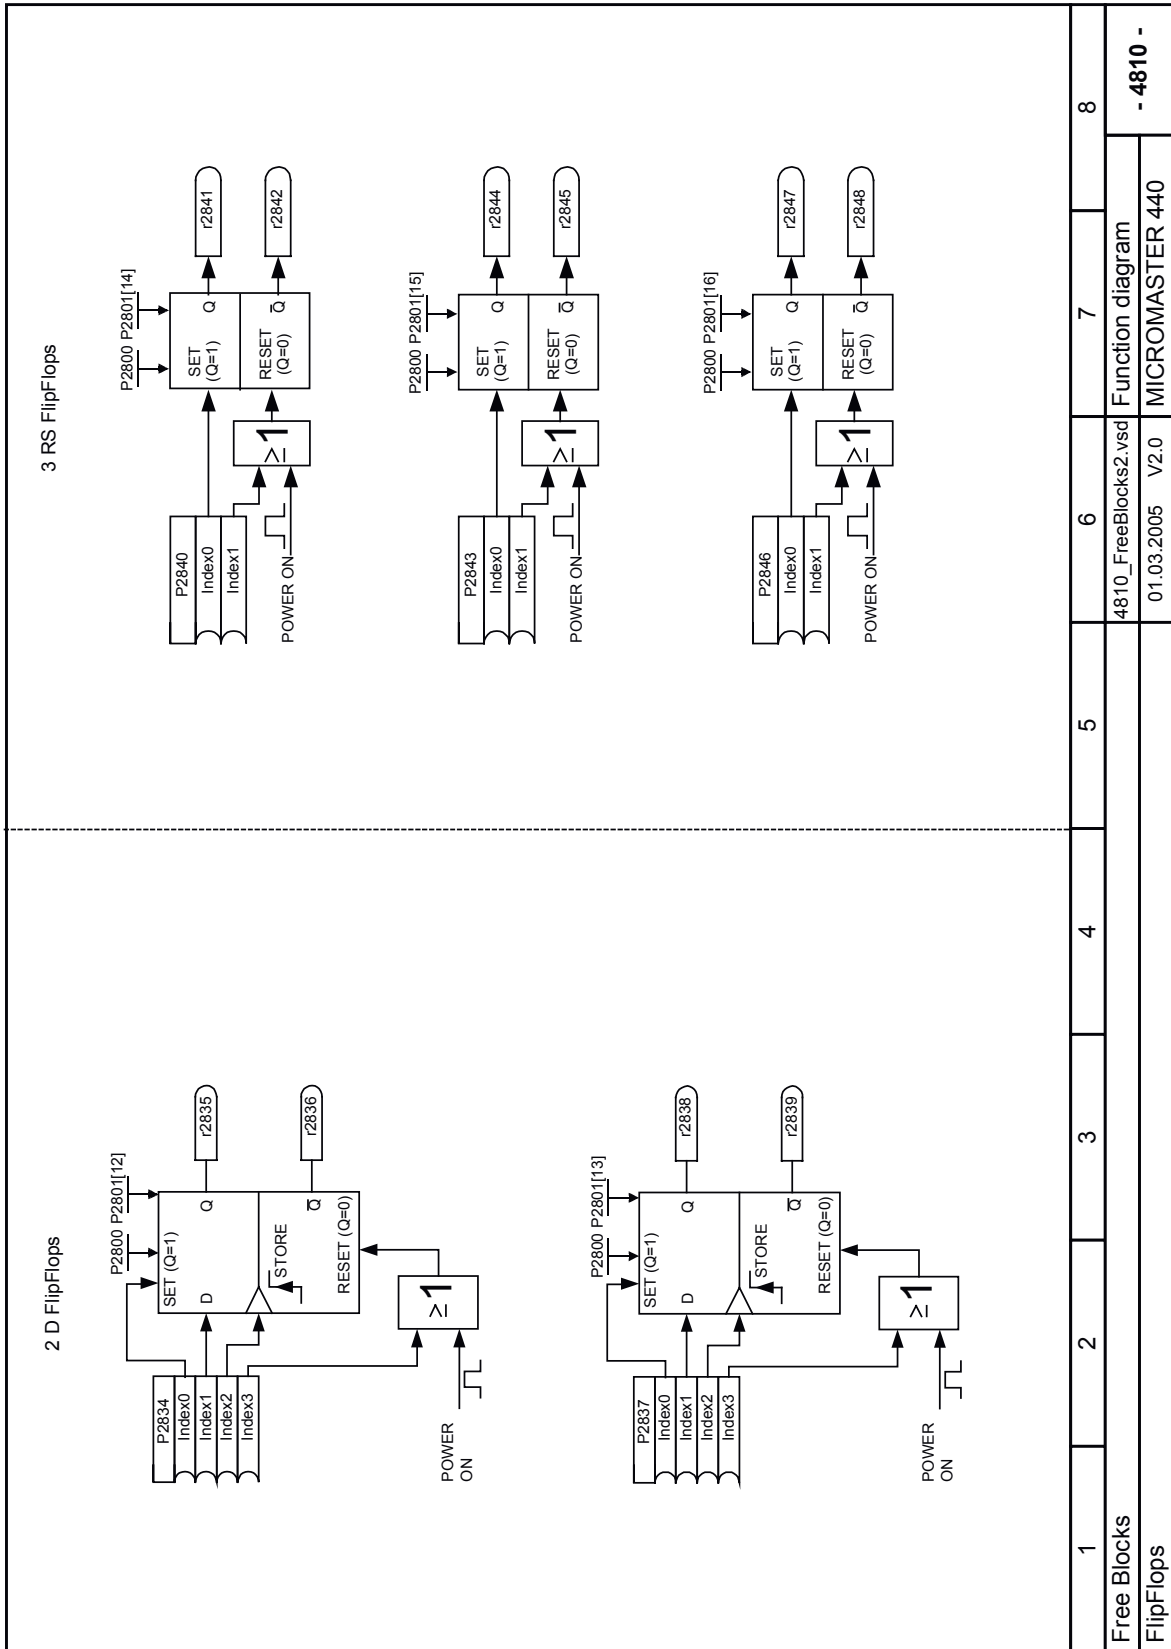 2 D FlipFlops
P2800 P2801[12]
P2834
Index0
Index1
Index2
Index3
SET (Q=1)
D
Q
STORE
Q̅
RESET (Q=0)
r2835
r2836
POWER
ON
≥1
P2800 P2801[13]
P2837
Index0
Index1
Index2
Index3
SET (Q=1)
D
Q
STORE
Q̅
RESET (Q=0)
r2838
r2839
POWER
ON
≥1
3 RS FlipFlops
P2800 P2801[14]
P2840
Index0
Index1
SET
(Q=1)
Q
RESET
(Q=0)
Q̅
r2841
r2842
POWER ON
≥1
P2800 P2801[15]
P2843
Index0
Index1
SET
(Q=1)
Q
RESET
(Q=0)
Q̅
r2844
r2845
POWER ON
≥1
P2800 P2801[16]
P2846
Index0
Index1
SET
(Q=1)
Q
RESET
(Q=0)
Q̅
r2847
r2848
POWER ON
≥1
1 2 3 4 5 6 7 8
Free Blocks 4810_FreeBlocks2.vsd Function diagram - 4810 -
FlipFlops 01.03.2005 V2.0 MICROMASTER 440